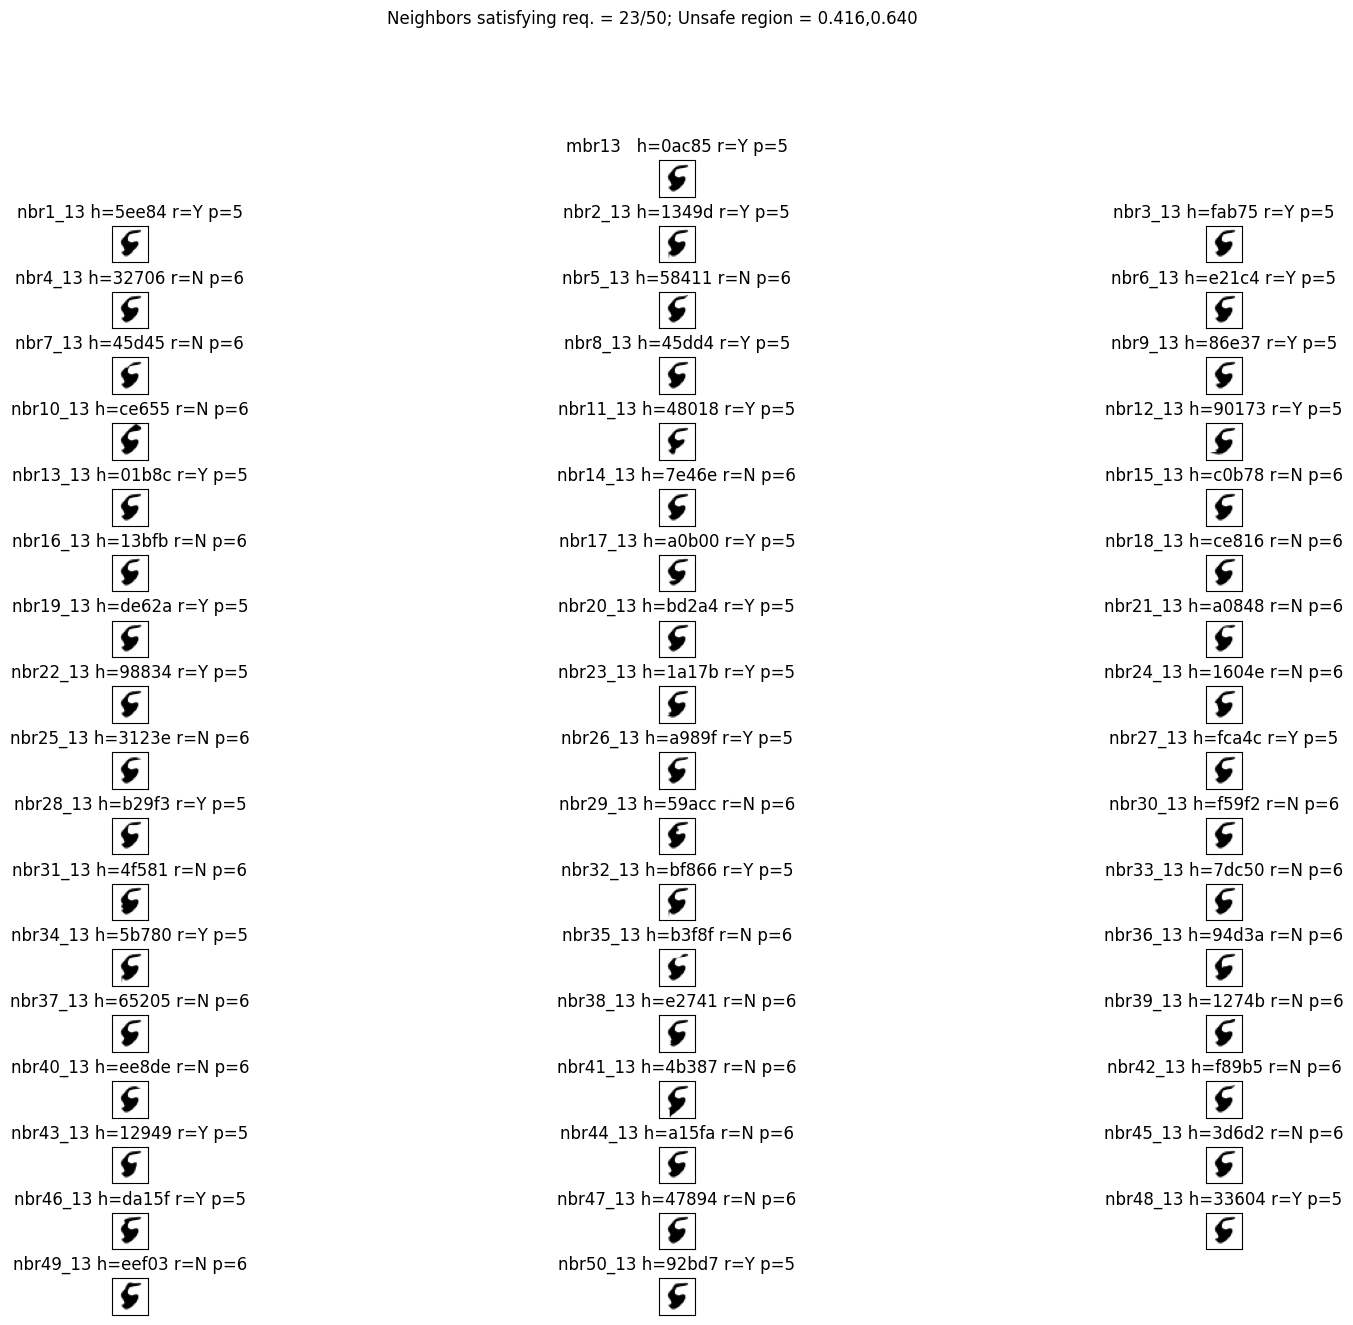 Neighbors satisfying req. = 23/50; Unsafe region = 0.416,0.640
mbr13 h=0ac85 r=Y p=5
nbr1_13 h=5ee84 r=Y p=5
nbr2_13 h=1349d r=Y p=5
nbr3_13 h=fab75 r=Y p=5
nbr4_13 h=32706 r=N p=6
nbr5_13 h=58411 r=N p=6
nbr6_13 h=e21c4 r=Y p=5
nbr7_13 h=45d45 r=N p=6
nbr8_13 h=45dd4 r=Y p=5
nbr9_13 h=86e37 r=Y p=5
nbr10_13 h=ce655 r=N p=6
nbr11_13 h=48018 r=Y p=5
nbr12_13 h=90173 r=Y p=5
nbr13_13 h=01b8c r=Y p=5
nbr14_13 h=7e46e r=N p=6
nbr15_13 h=c0b78 r=N p=6
nbr16_13 h=13bfb r=N p=6
nbr17_13 h=a0b00 r=Y p=5
nbr18_13 h=ce816 r=N p=6
nbr19_13 h=de62a r=Y p=5
nbr20_13 h=bd2a4 r=Y p=5
nbr21_13 h=a0848 r=N p=6
nbr22_13 h=98834 r=Y p=5
nbr23_13 h=1a17b r=Y p=5
nbr24_13 h=1604e r=N p=6
nbr25_13 h=3123e r=N p=6
nbr26_13 h=a989f r=Y p=5
nbr27_13 h=fca4c r=Y p=5
nbr28_13 h=b29f3 r=Y p=5
nbr29_13 h=59acc r=N p=6
nbr30_13 h=f59f2 r=N p=6
nbr31_13 h=4f581 r=N p=6
nbr32_13 h=bf866 r=Y p=5
nbr33_13 h=7dc50 r=N p=6
nbr34_13 h=5b780 r=Y p=5
nbr35_13 h=b3f8f r=N p=6
nbr36_13 h=94d3a r=N p=6
nbr37_13 h=65205 r=N p=6
nbr38_13 h=e2741 r=N p=6
nbr39_13 h=1274b r=N p=6
nbr40_13 h=ee8de r=N p=6
nbr41_13 h=4b387 r=N p=6
nbr42_13 h=f89b5 r=N p=6
nbr43_13 h=12949 r=Y p=5
nbr44_13 h=a15fa r=N p=6
nbr45_13 h=3d6d2 r=N p=6
nbr46_13 h=da15f r=Y p=5
nbr47_13 h=47894 r=N p=6
nbr48_13 h=33604 r=Y p=5
nbr49_13 h=eef03 r=N p=6
nbr50_13 h=92bd7 r=Y p=5